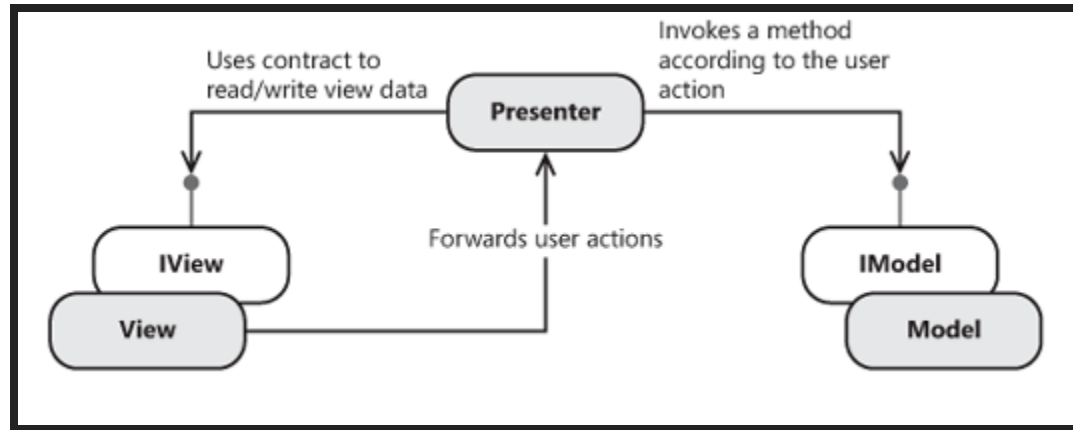 Uses contract to
read/write view data
Presenter
Invokes a method
according to the user
action
Forwards user actions
IView
View
IModel
Model